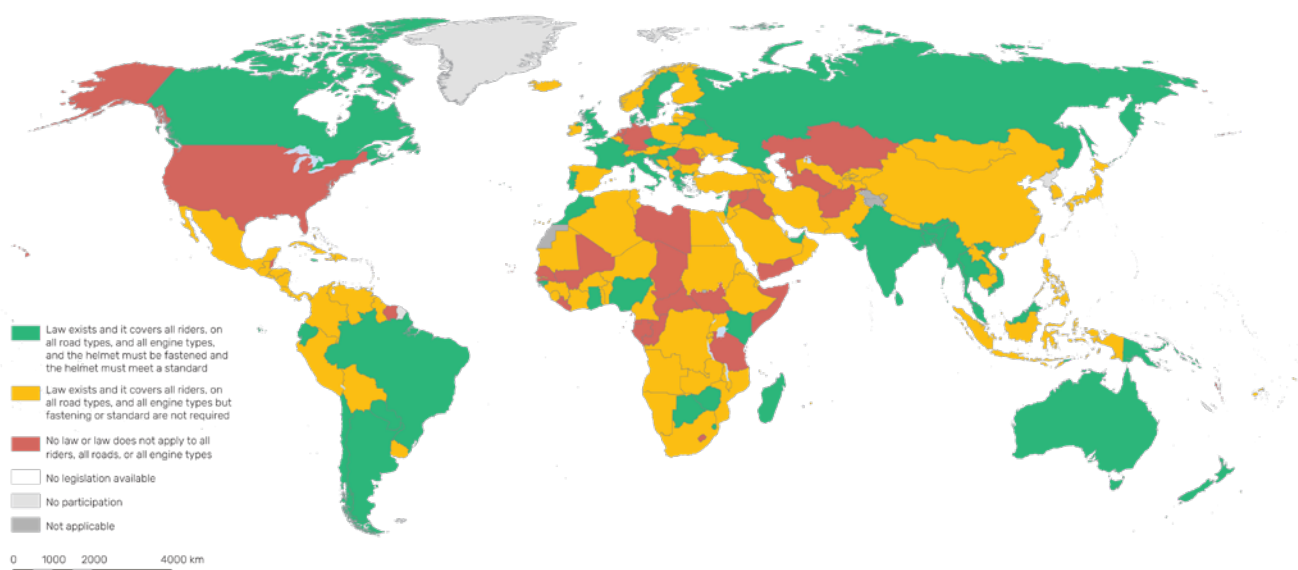 Law exists and it covers all riders, on
all road types, and all engine types,
and the helmet must be fastened and
the helmet must meet a standard
Law exists and it covers all riders, on
all road types, and all engine types but
fastening or standard are not required
No law or law does not apply to all
riders, all roads, or all engine types
No legislation available
No participation
Not applicable
0 1000 2000 4000 km